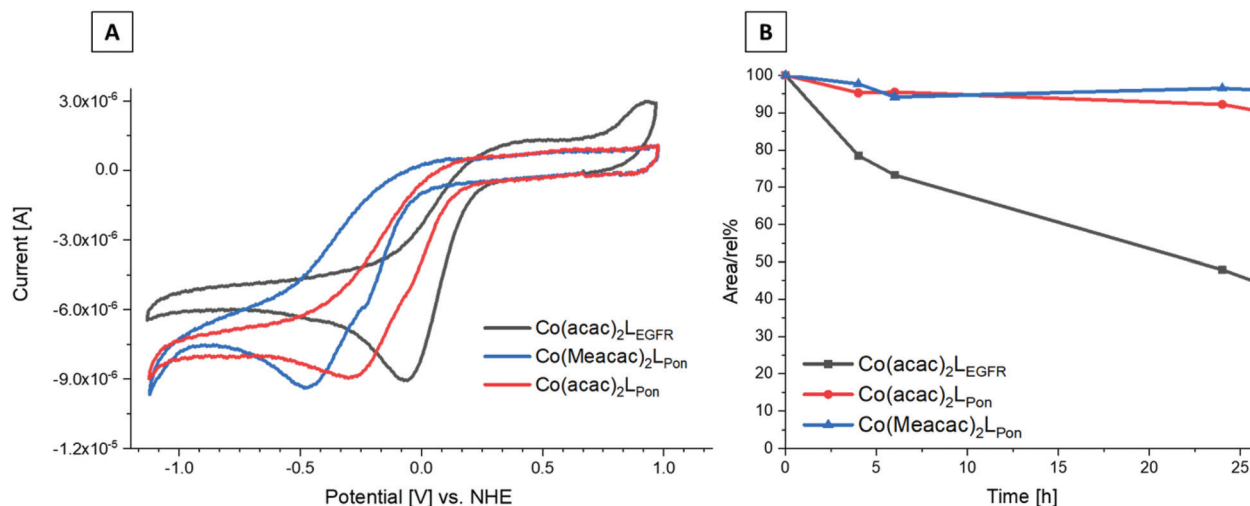 A
3.0x10⁻⁶
0.0
-3.0x10⁻⁶
-6.0x10⁻⁶
-9.0x10⁻⁶
-1.2x10⁻⁵
Current [A]
-1.0 -0.5 0.0 0.5 1.0
Potential [V] vs. NHE
Co(acac)₂L_EGFR
Co(Meacac)₂L_Pon
Co(acac)₂L_Pon
B
100
90
80
70
60
50
40
30
20
10
0
Area/rel%
0 5 10 15 20 25
Time [h]
Co(acac)₂L_EGFR
Co(acac)₂L_Pon
Co(Meacac)₂L_Pon